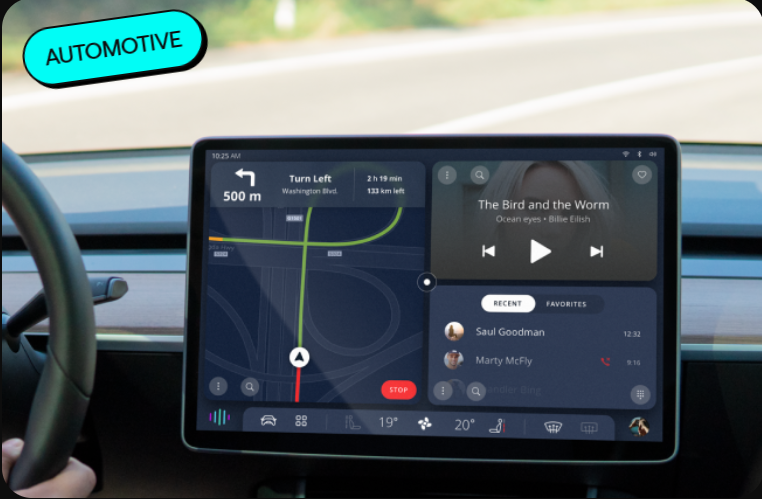 AUTOMOTIVE
10:25 AM
500 m
Turn Left
Washington Blvd.
2 h 19 min
133 km left
The Bird and the Worm
Ocean eyes • Billie Eilish
RECENT
FAVORITES
Saul Goodman
12:32
Marty McFly
9:16
STOP
19°
20°